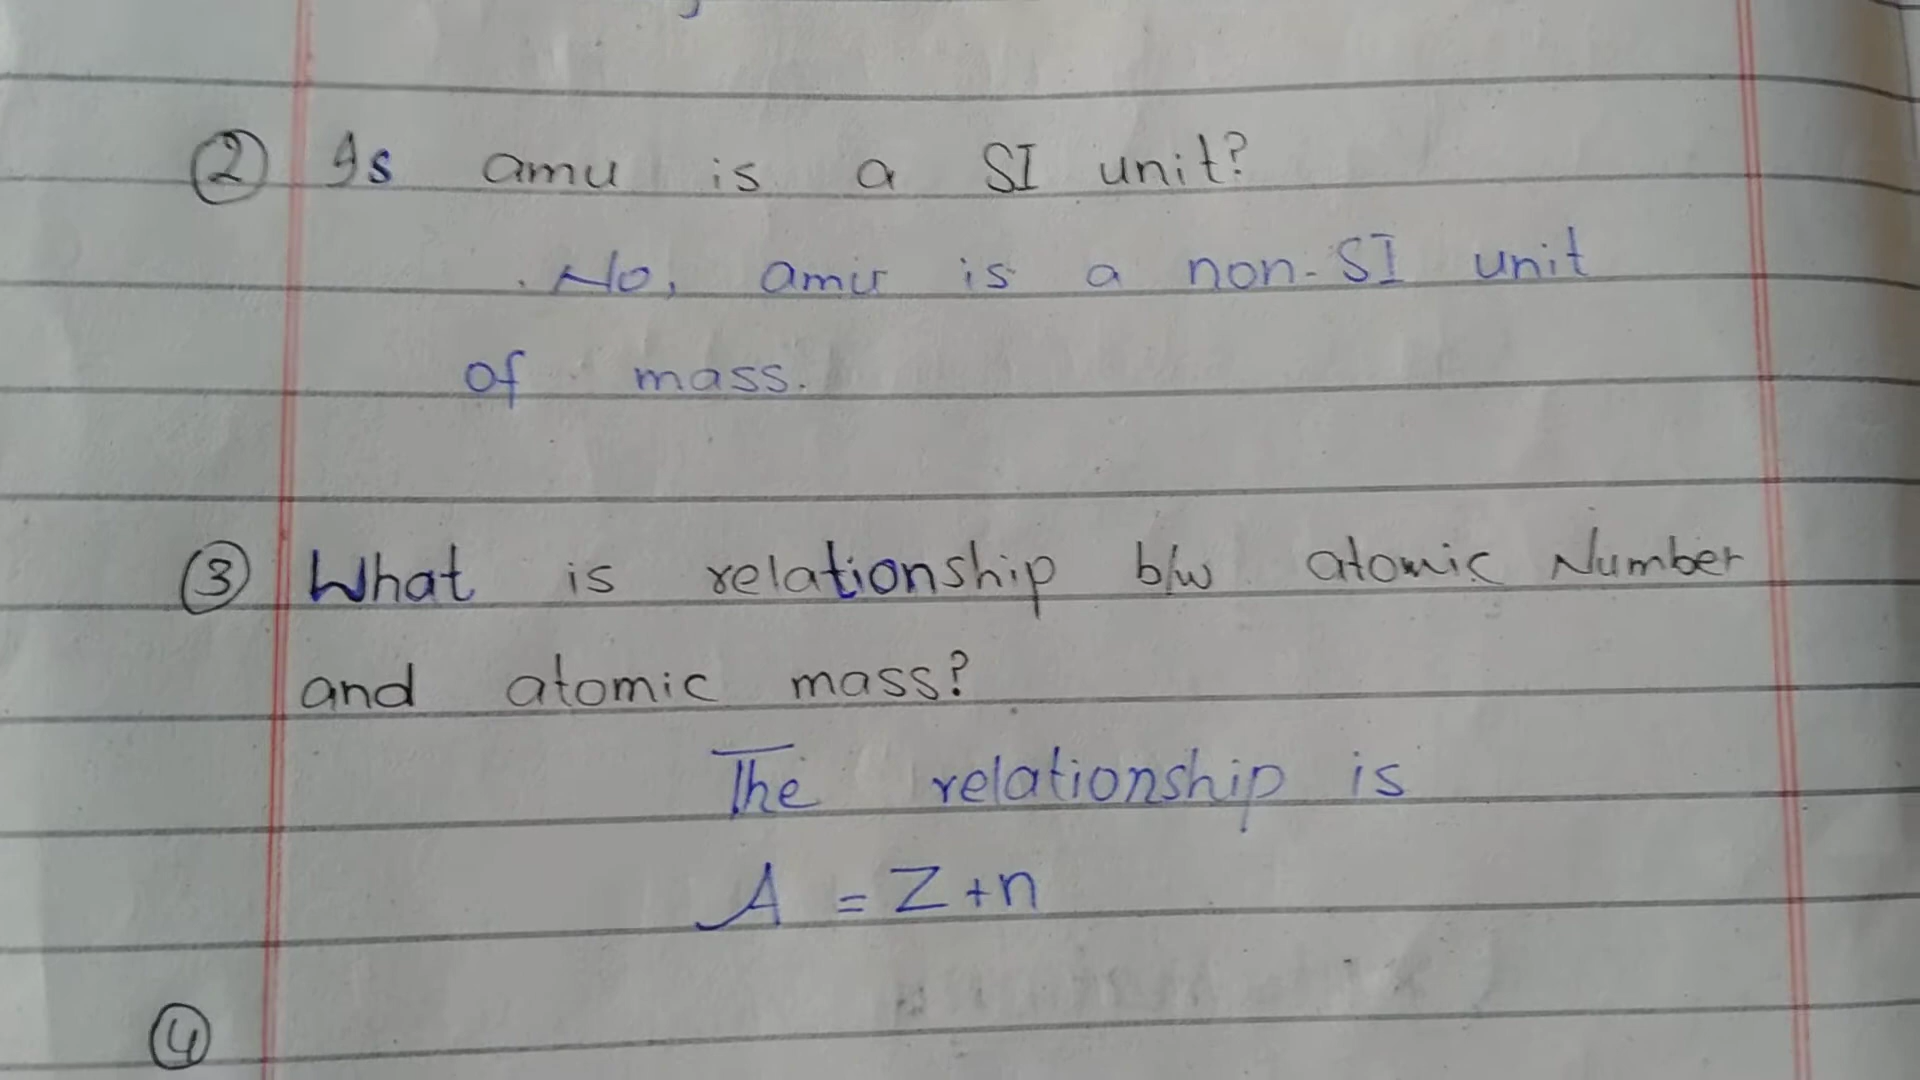 ② Is amu is a SI unit?
No, amu is a non-SI unit
of mass.
③ What is relationship b/w atomic Number
and atomic mass?
The relationship is
A = Z+n
④